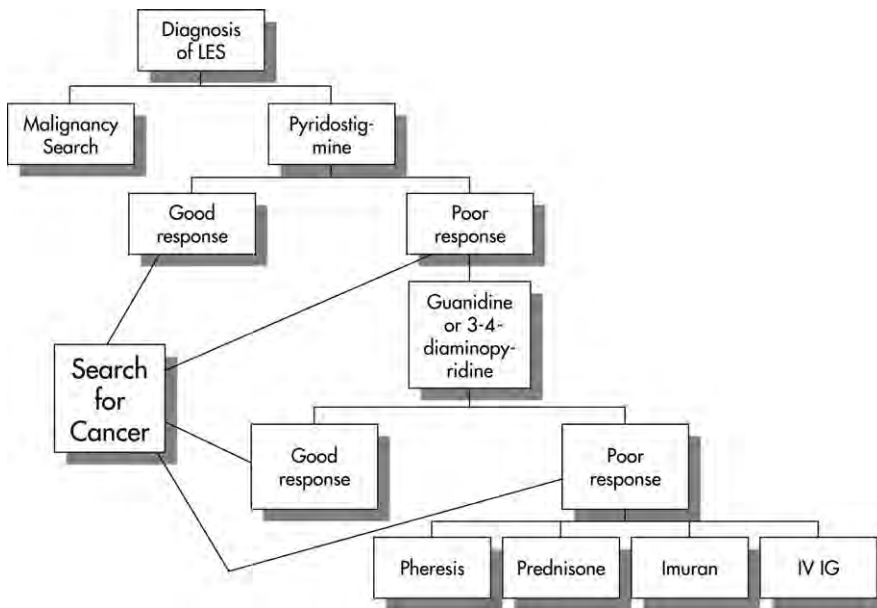 Diagnosis
of LES
Malignancy
Search
Pyridostig-
mine
Good
response
Poor
response
Guanidine
or 3-4-
diaminopy-
ridine
Search
for
Cancer
Good
response
Poor
response
Pheresis
Prednisone
Imuran
IV IG